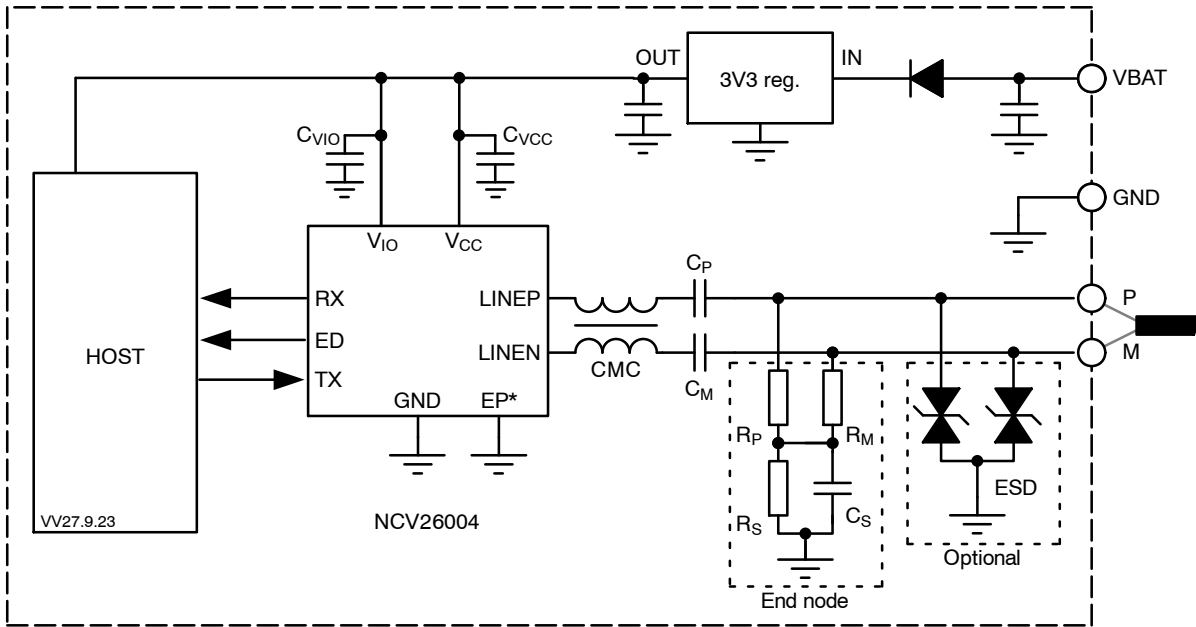 OUT
3V3 reg.
IN
VBAT
CVIO
CVCC
GND
VIO
VCC
HOST
RX
ED
TX
LINEP
LINEN
GND
EP*
CMC
CP
CM
P
M
RP
RM
RS
CS
ESD
VV27.9.23
NCV26004
Optional
End node